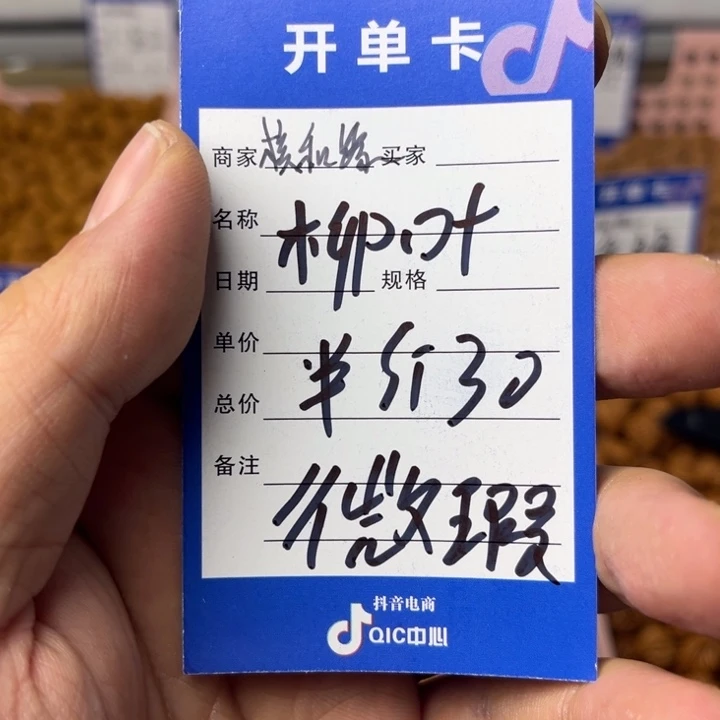 开单卡
商家 买家
名称 柳叶
日期 规格
单价 半斤30
总价
备注 微瑕
抖音电商
QIC中心